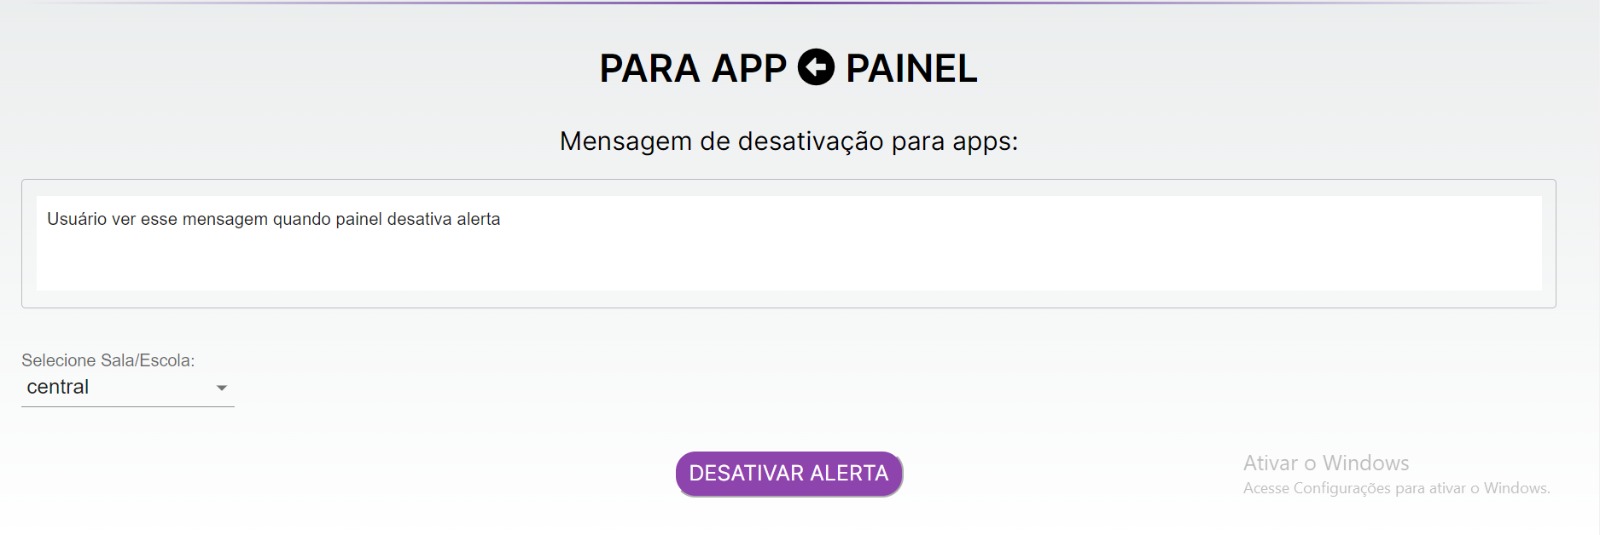 PARA APP PAINEL
Mensagem de desativação para apps:
Usuário ver esse mensagem quando painel desativa alerta
Selecione Sala/Escola:
central
DESATIVAR ALERTA
Ativar o Windows
Acesse Configurações para ativar o Windows.